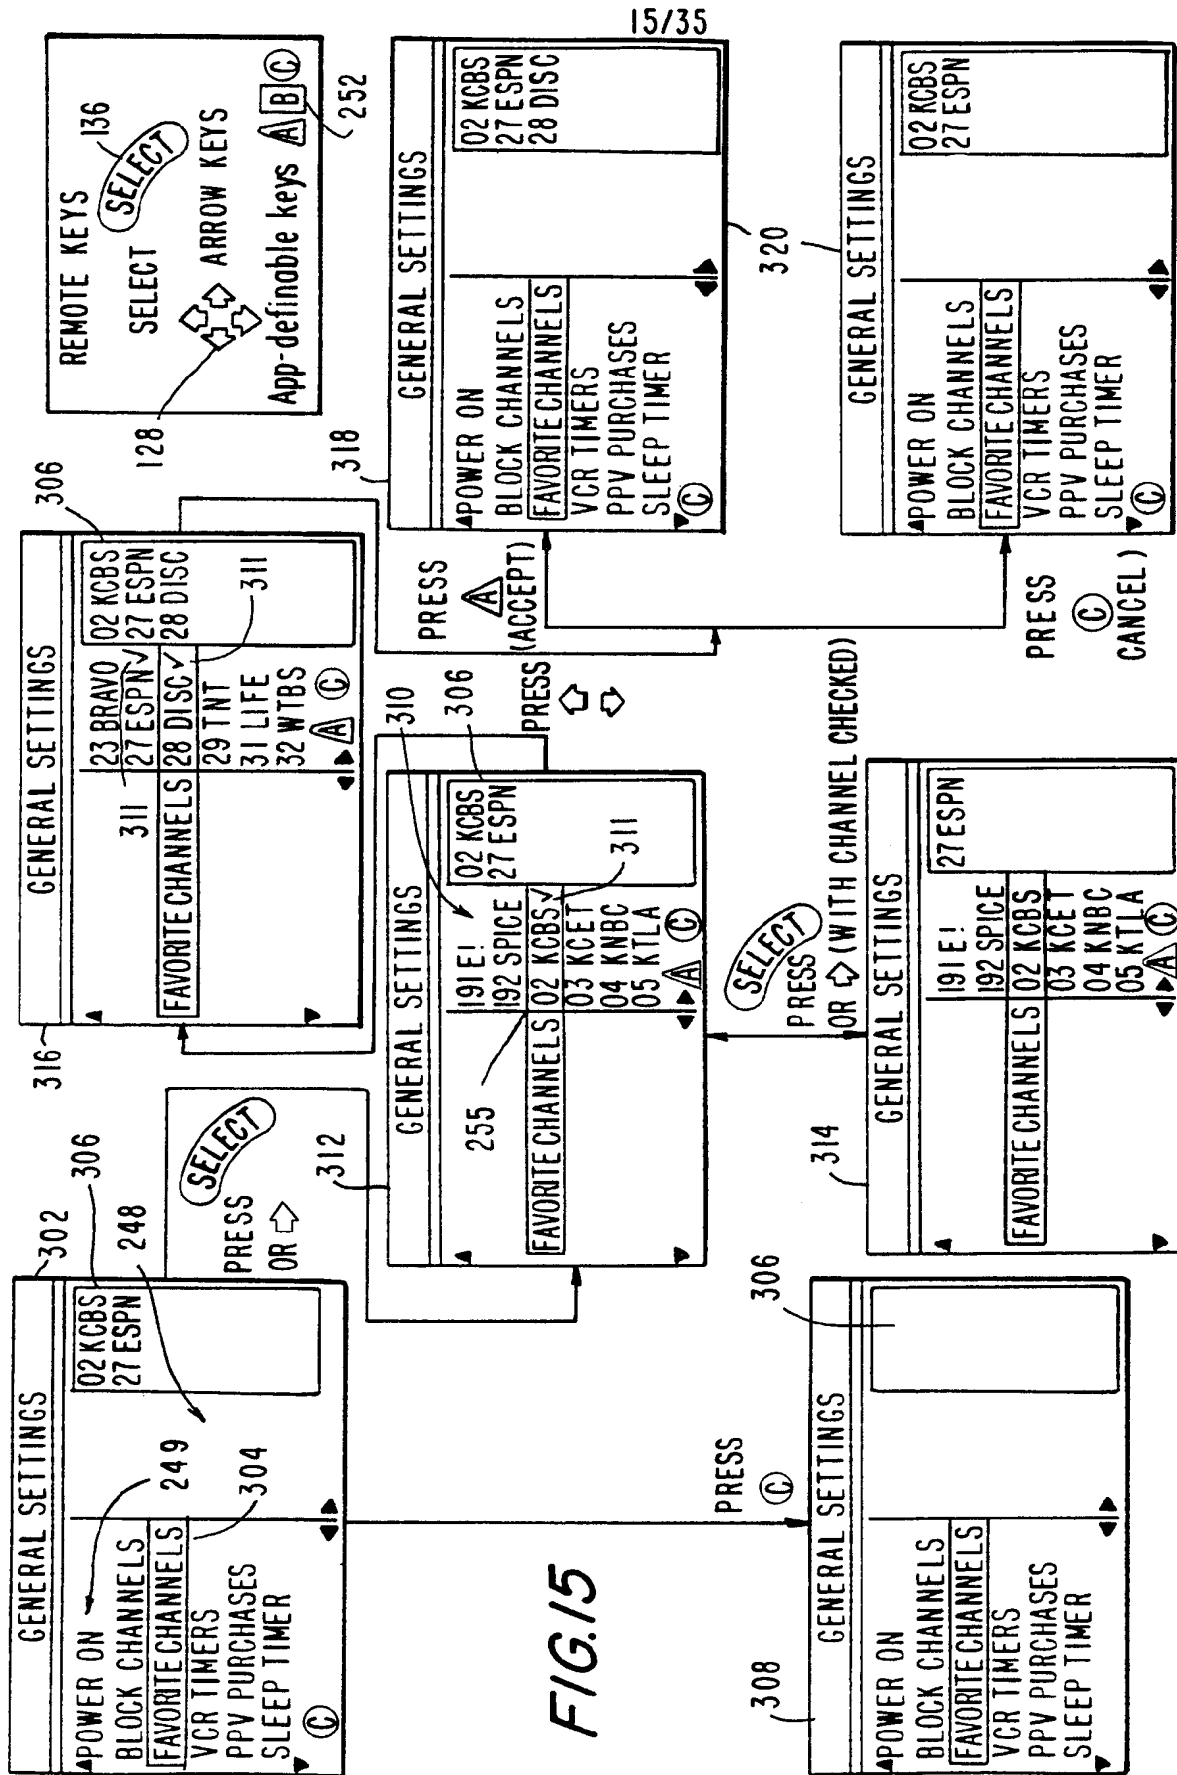 15/35
GENERAL SETTINGS
302
306
POWER ON
BLOCK CHANNELS
FAVORITE CHANNELS
VCR TIMERS
PPV PURCHASES
SLEEP TIMER
C
02 KCBS
27 ESPN
249
248
304
PRESS
SELECT
OR
PRESS
C
308
GENERAL SETTINGS
POWER ON
BLOCK CHANNELS
FAVORITE CHANNELS
VCR TIMERS
PPV PURCHASES
SLEEP TIMER
306
316
GENERAL SETTINGS
306
FAVORITE CHANNELS
23 BRAVO
27 ESPN✓
28 DISC✓
29 TNT
31 LIFE
32 WTBS
A C
02 KCBS
27 ESPN
28 DISC
311
311
312
GENERAL SETTINGS
310
306
255
FAVORITE CHANNELS
191 E!
192 SPICE
02 KCBS✓
03 KCET
04 KNBC
05 KTLA
A C
02 KCBS
27 ESPN
311
PRESS
PRESS
SELECT
OR (WITH CHANNEL CHECKED)
314
GENERAL SETTINGS
FAVORITE CHANNELS
191 E!
192 SPICE
02 KCBS
03 KCET
04 KNBC
05 KTLA
A C
27 ESPN
REMOTE KEYS
SELECT
SELECT
136
128
ARROW KEYS
App-definable keys A B C
252
PRESS
A
(ACCEPT)
318
GENERAL SETTINGS
POWER ON
BLOCK CHANNELS
FAVORITE CHANNELS
VCR TIMERS
PPV PURCHASES
SLEEP TIMER
C
02 KCBS
27 ESPN
28 DISC
320
PRESS
C
CANCEL)
GENERAL SETTINGS
POWER ON
BLOCK CHANNELS
FAVORITE CHANNELS
VCR TIMERS
PPV PURCHASES
SLEEP TIMER
C
02 KCBS
27 ESPN
FIG.15